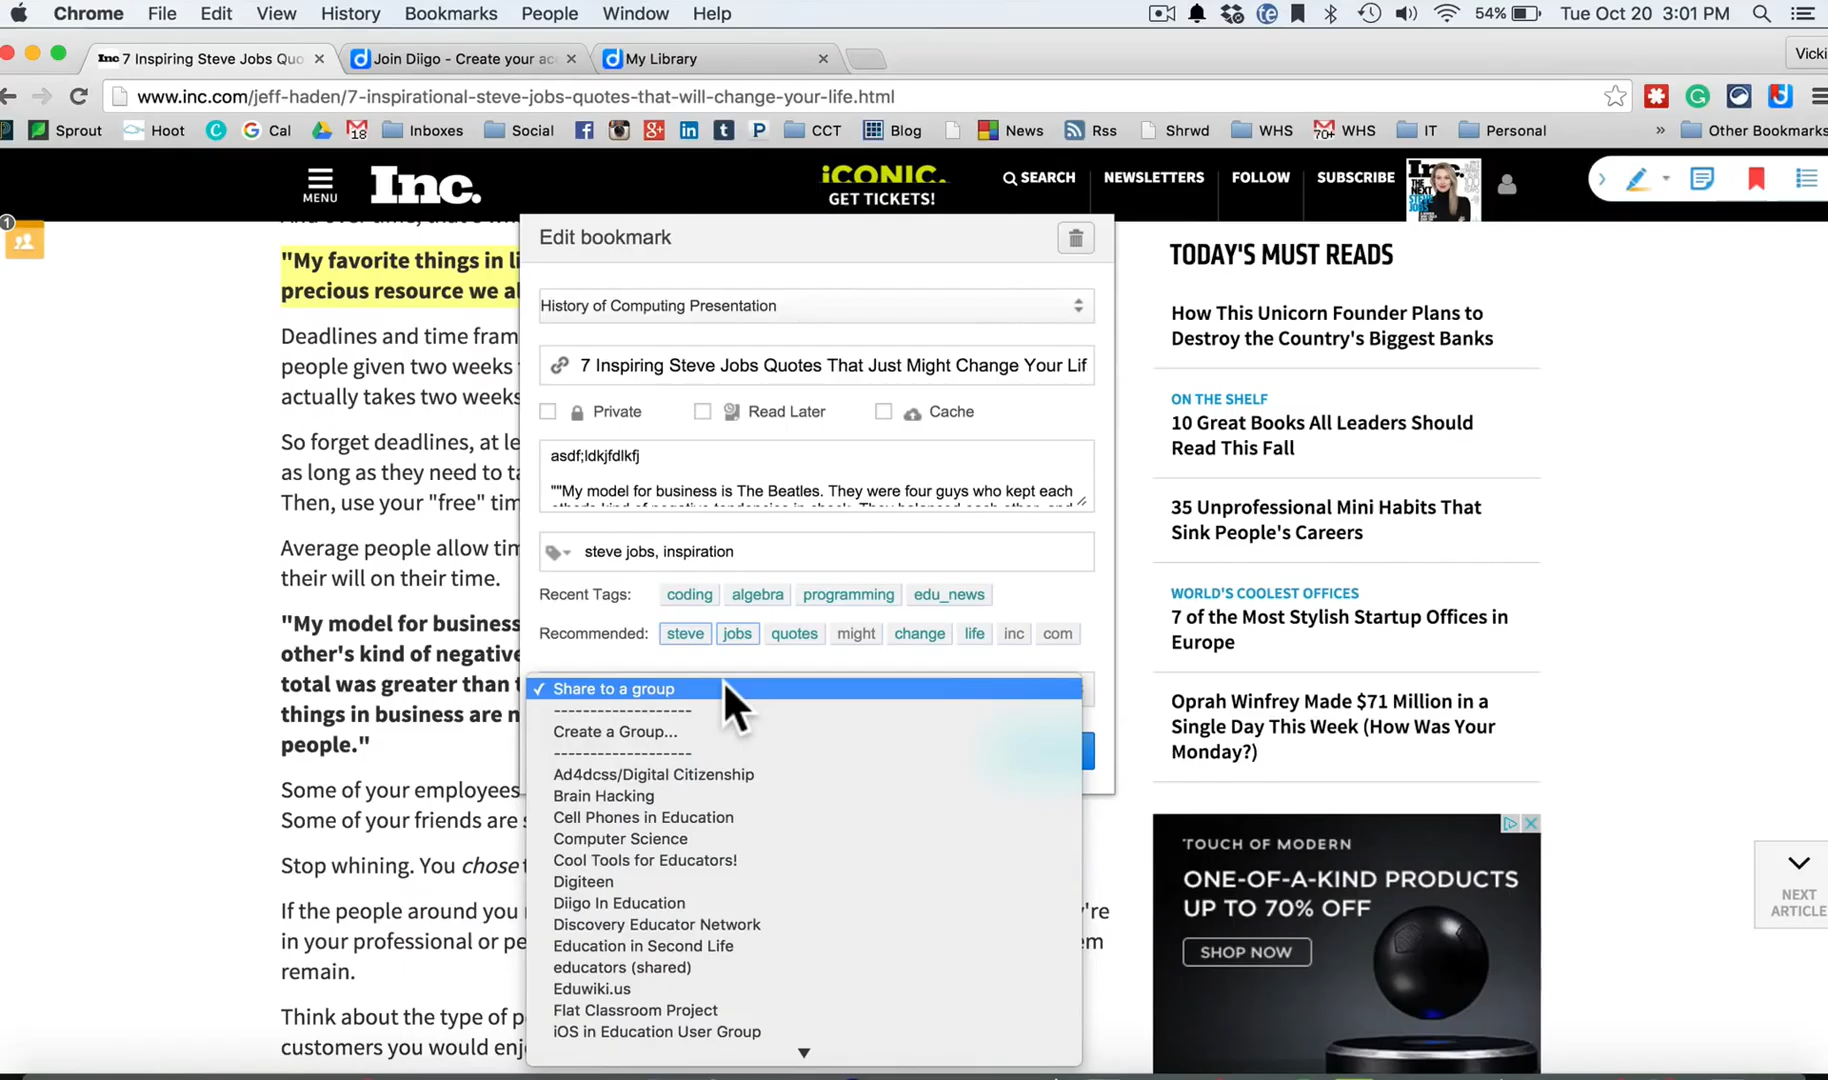 Chrome File Edit View History Bookmarks People Window Help 54% Tue Oct 20 3:01 PM
Inc 7 Inspiring Steve Jobs Quo Join Diigo - Create your ac My Library Vicki
www.inc.com/jeff-haden/7-inspirational-steve-jobs-quotes-that-will-change-your-life.html
Sprout Hoot Cal 18 Inboxes Social CCT Blog News Rss Shrwd WHS 70+ WHS IT Personal » Other Bookmarks
MENU Inc. iCONIC. GET TICKETS! SEARCH NEWSLETTERS FOLLOW SUBSCRIBE
1
"My favorite things in li
precious resource we al
Deadlines and time fram
people given two weeks
actually takes two weeks
So forget deadlines, at le
as long as they need to ta
Then, use your "free" tim
Average people allow tim
their will on their time.
"My model for business
other's kind of negative
total was greater than t
things in business are n
people."
Some of your employees
Some of your friends are s
Stop whining. You chose t
If the people around you
in your professional or pe
remain.
Think about the type of p
customers you would enj
're
em
Edit bookmark
History of Computing Presentation
7 Inspiring Steve Jobs Quotes That Just Might Change Your Lif
Private Read Later Cache
asdf;ldkjfdlkfj
""My model for business is The Beatles. They were four guys who kept each
other's kind of negative tendencies in check. They balanced each other, and
steve jobs, inspiration
Recent Tags: coding algebra programming edu_news
Recommended: steve jobs quotes might change life inc com
✓ Share to a group
-------------------
Create a Group...
-------------------
Ad4dcss/Digital Citizenship
Brain Hacking
Cell Phones in Education
Computer Science
Cool Tools for Educators!
Digiteen
Diigo In Education
Discovery Educator Network
Education in Second Life
educators (shared)
Eduwiki.us
Flat Classroom Project
iOS in Education User Group
TODAY'S MUST READS
How This Unicorn Founder Plans to
Destroy the Country's Biggest Banks
ON THE SHELF
10 Great Books All Leaders Should
Read This Fall
35 Unprofessional Mini Habits That
Sink People's Careers
WORLD'S COOLEST OFFICES
7 of the Most Stylish Startup Offices in
Europe
Oprah Winfrey Made $71 Million in a
Single Day This Week (How Was Your
Monday?)
TOUCH OF MODERN
ONE-OF-A-KIND PRODUCTS
UP TO 70% OFF
SHOP NOW
NEXT
ARTICLE